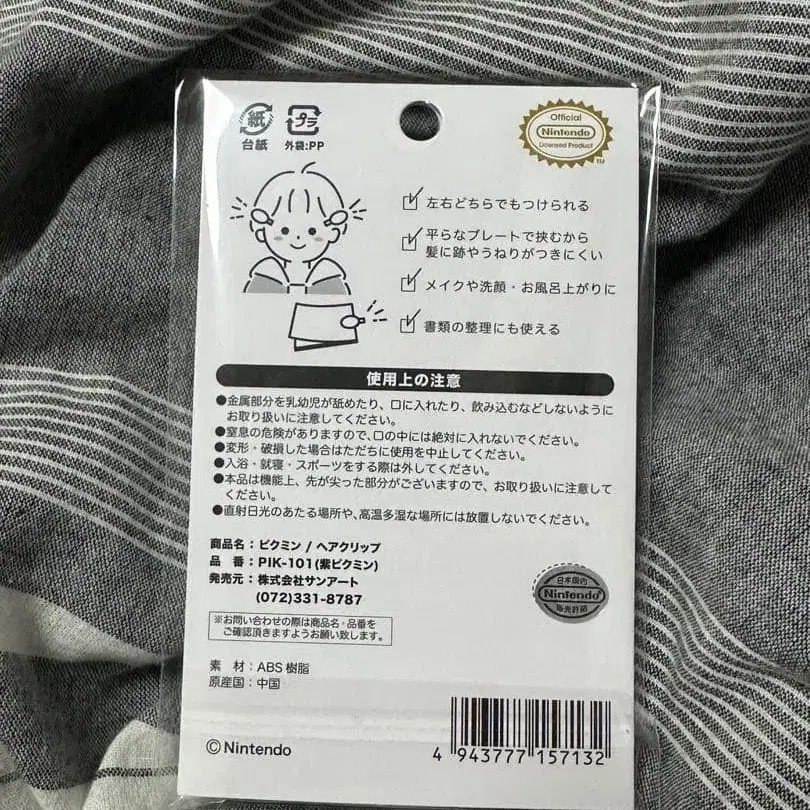 紙
台紙
プラ
外袋:PP
Official
Nintendo
Licensed Product
TM
左右どちらでもつけられる
平らなプレートで挟むから
髪に跡やうねりがつきにくい
メイクや洗顔・お風呂上がりに
書類の整理にも使える
使用上の注意
●金属部分を乳幼児が舐めたり、口に入れたり、飲み込むなどしないように
お取り扱いに注意してください。
●窒息の危険がありますので、口の中には絶対に入れないでください。
●変形・破損した場合はただちに使用を中止してください。
●入浴・就寝・スポーツをする際は外してください。
●本品は機能上、先が尖った部分がございますので、お取り扱いに注意して
ください。
●直射日光のあたる場所や、高温多湿な場所には放置しないでください。
商品名：ピクミン / ヘアクリップ
品　番：PIK-101(紫ピクミン)
発売元：株式会社サンアート
(072)331-8787
※お問い合わせの際は商品名・品番を
ご確認頂きますようお願い致します。
日本国内
Nintendo
販売許諾
素　材：ABS 樹脂
原産国：中国
©Nintendo
4 943777 157132